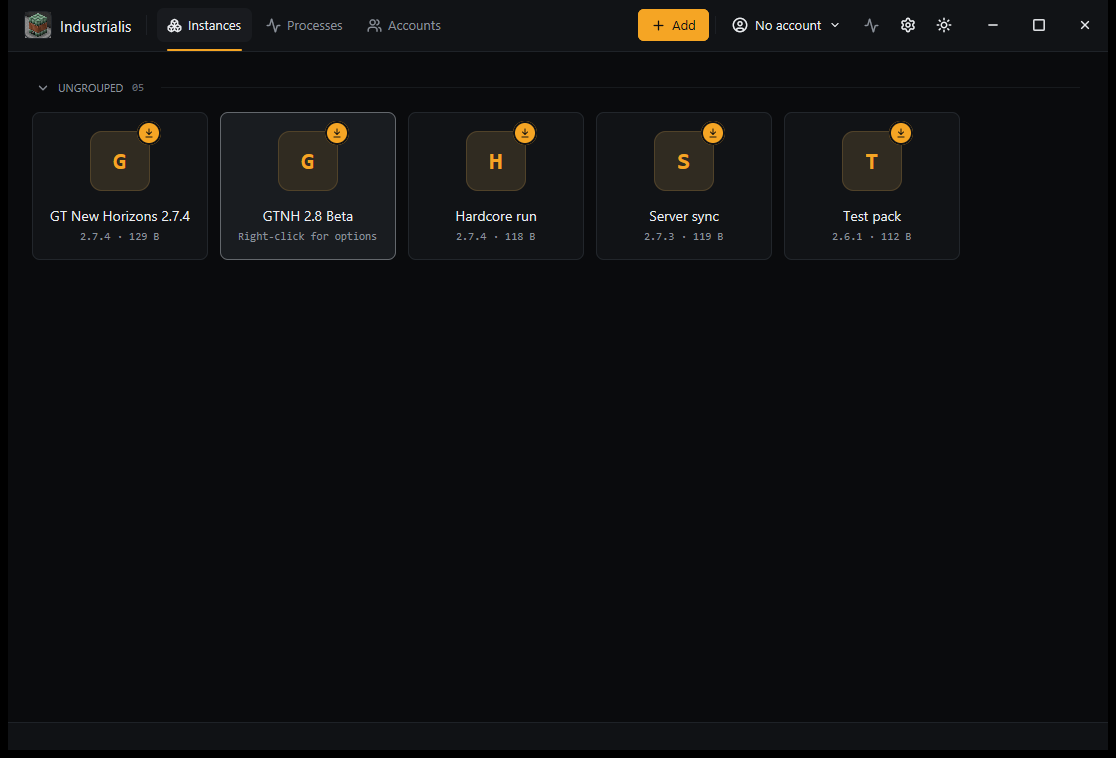 Industrialis
Instances
Processes
Accounts
Add
No account
UNGROUPED 05
G
GT New Horizons 2.7.4
2.7.4 · 129 B
G
GTNH 2.8 Beta
Right-click for options
H
Hardcore run
2.7.4 · 118 B
S
Server sync
2.7.3 · 119 B
T
Test pack
2.6.1 · 112 B